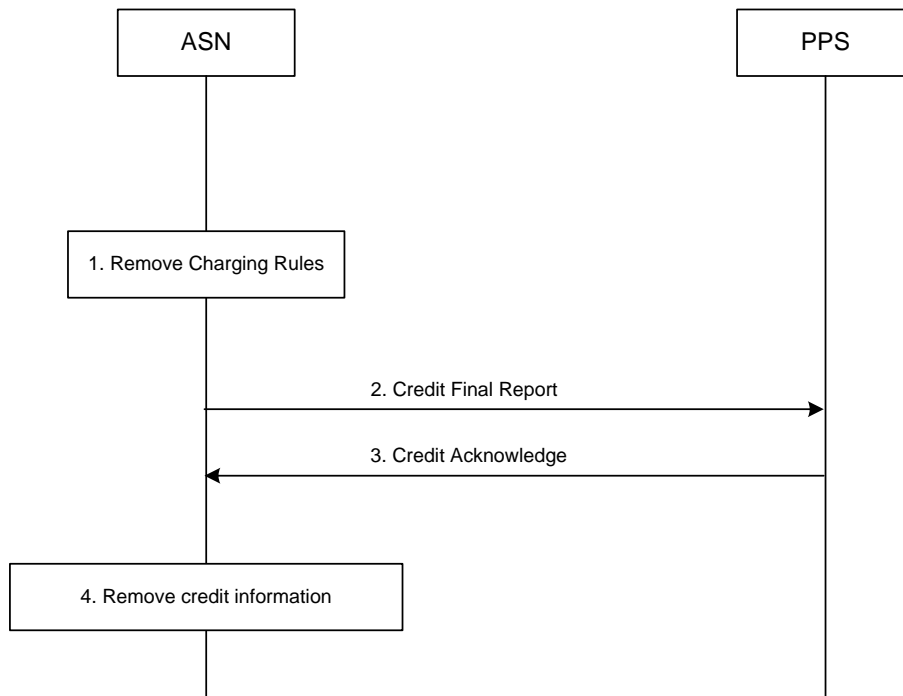 ASN
PPS
1. Remove Charging Rules
2. Credit Final Report
3. Credit Acknowledge
4. Remove credit information